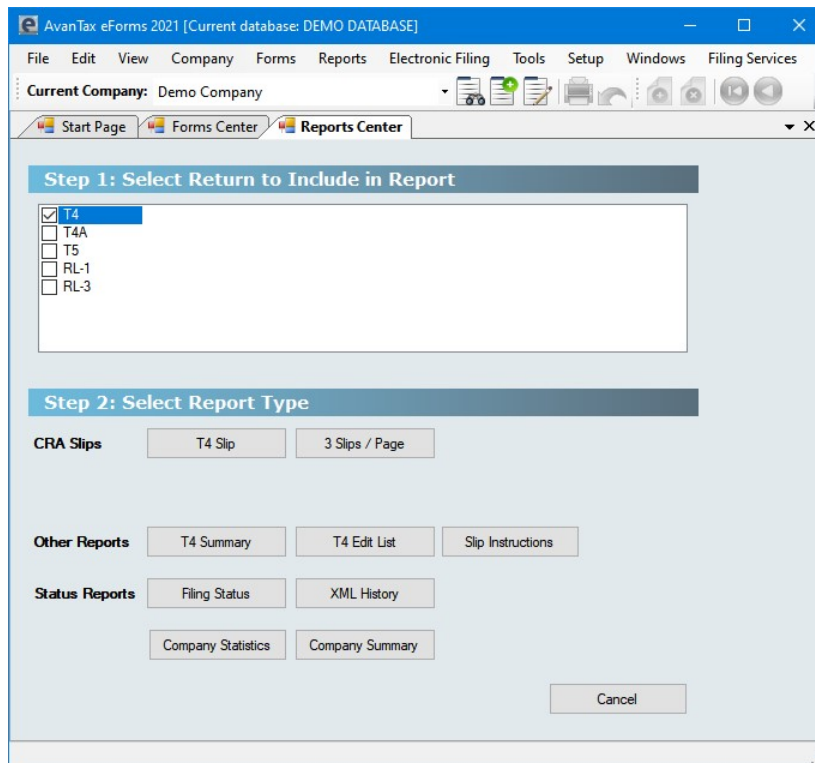 AvanTax eForms 2021 [Current database: DEMO DATABASE]
File Edit View Company Forms Reports Electronic Filing Tools Setup Windows Filing Services
Current Company: Demo Company
Start Page Forms Center Reports Center
Step 1: Select Return to Include in Report
T4
T4A
T5
RL-1
RL-3
Step 2: Select Report Type
CRA Slips T4 Slip 3 Slips / Page
Other Reports T4 Summary T4 Edit List Slip Instructions
Status Reports Filing Status XML History
Company Statistics Company Summary
Cancel